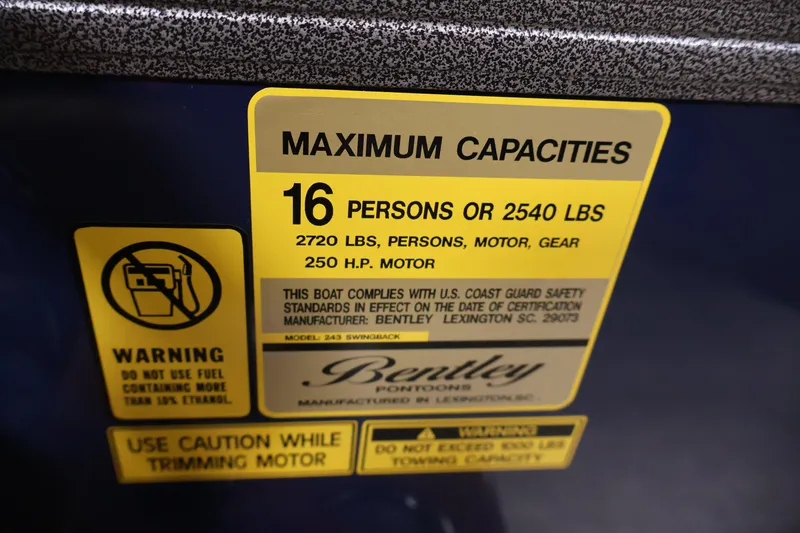 MAXIMUM CAPACITIES
16 PERSONS OR 2540 LBS
2720 LBS, PERSONS, MOTOR, GEAR
250 H.P. MOTOR
THIS BOAT COMPLIES WITH U.S. COAST GUARD SAFETY
STANDARDS IN EFFECT ON THE DATE OF CERTIFICATION
MANUFACTURER: BENTLEY LEXINGTON SC. 29073
MODEL: 243 SWINGBACK
Bentley
PONTOONS
MANUFACTURED IN LEXINGTON, SC.
WARNING
DO NOT USE FUEL
CONTAINING MORE
THAN 10% ETHANOL.
USE CAUTION WHILE
TRIMMING MOTOR
WARNING
DO NOT EXCEED 1000 LBS
TOWING CAPACITY